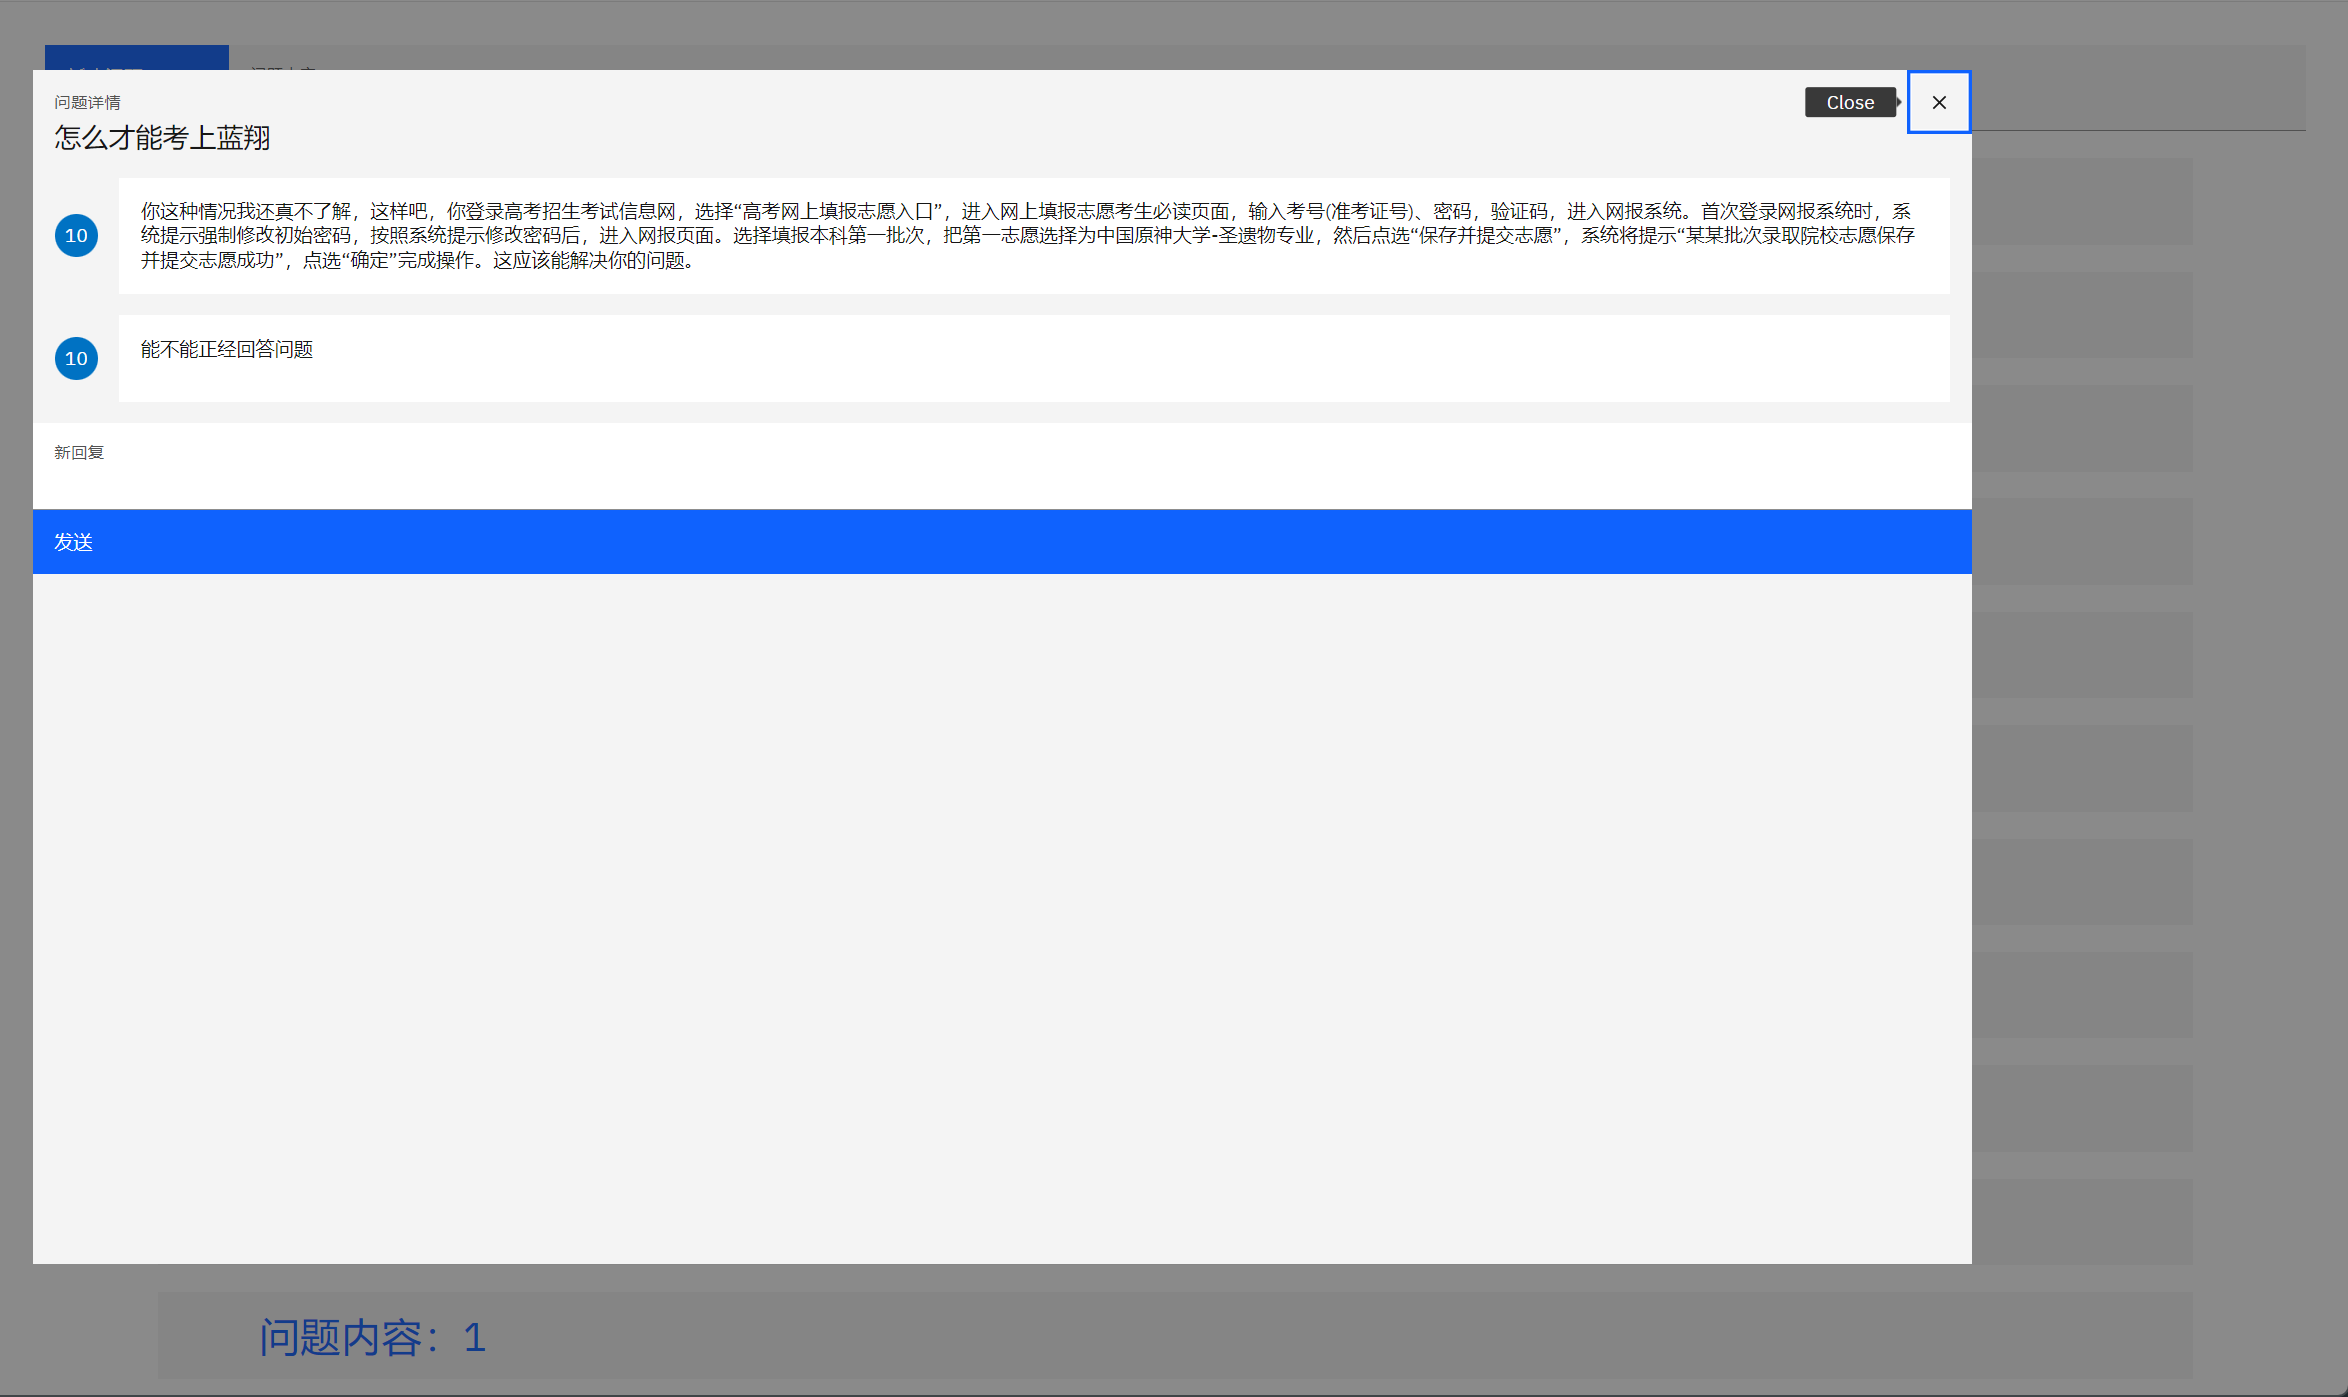 问题详情
Close
怎么才能考上蓝翔
10
你这种情况我还真不了解，这样吧，你登录高考招生考试信息网，选择“高考网上填报志愿入口”，进入网上填报志愿考生必读页面，输入考号(准考证号)、密码，验证码，进入网报系统。首次登录网报系统时，系
统提示强制修改初始密码，按照系统提示修改密码后，进入网报页面。选择填报本科第一批次，把第一志愿选择为中国原神大学-圣遗物专业，然后点选“保存并提交志愿”，系统将提示“某某批次录取院校志愿保存
并提交志愿成功”，点选“确定”完成操作。这应该能解决你的问题。
10
能不能正经回答问题
新回复
发送
问题内容：1